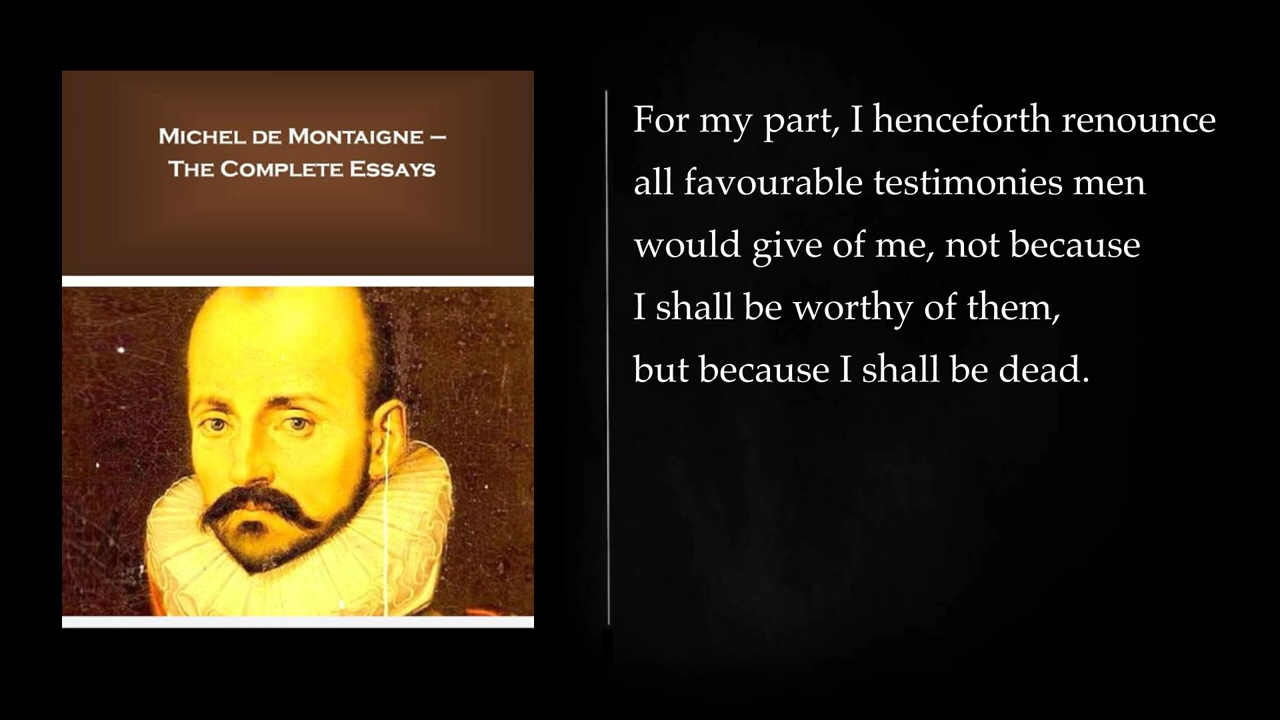 MICHEL DE MONTAIGNE –
THE COMPLETE ESSAYS
For my part, I henceforth renounce
all favourable testimonies men
would give of me, not because
I shall be worthy of them,
but because I shall be dead.